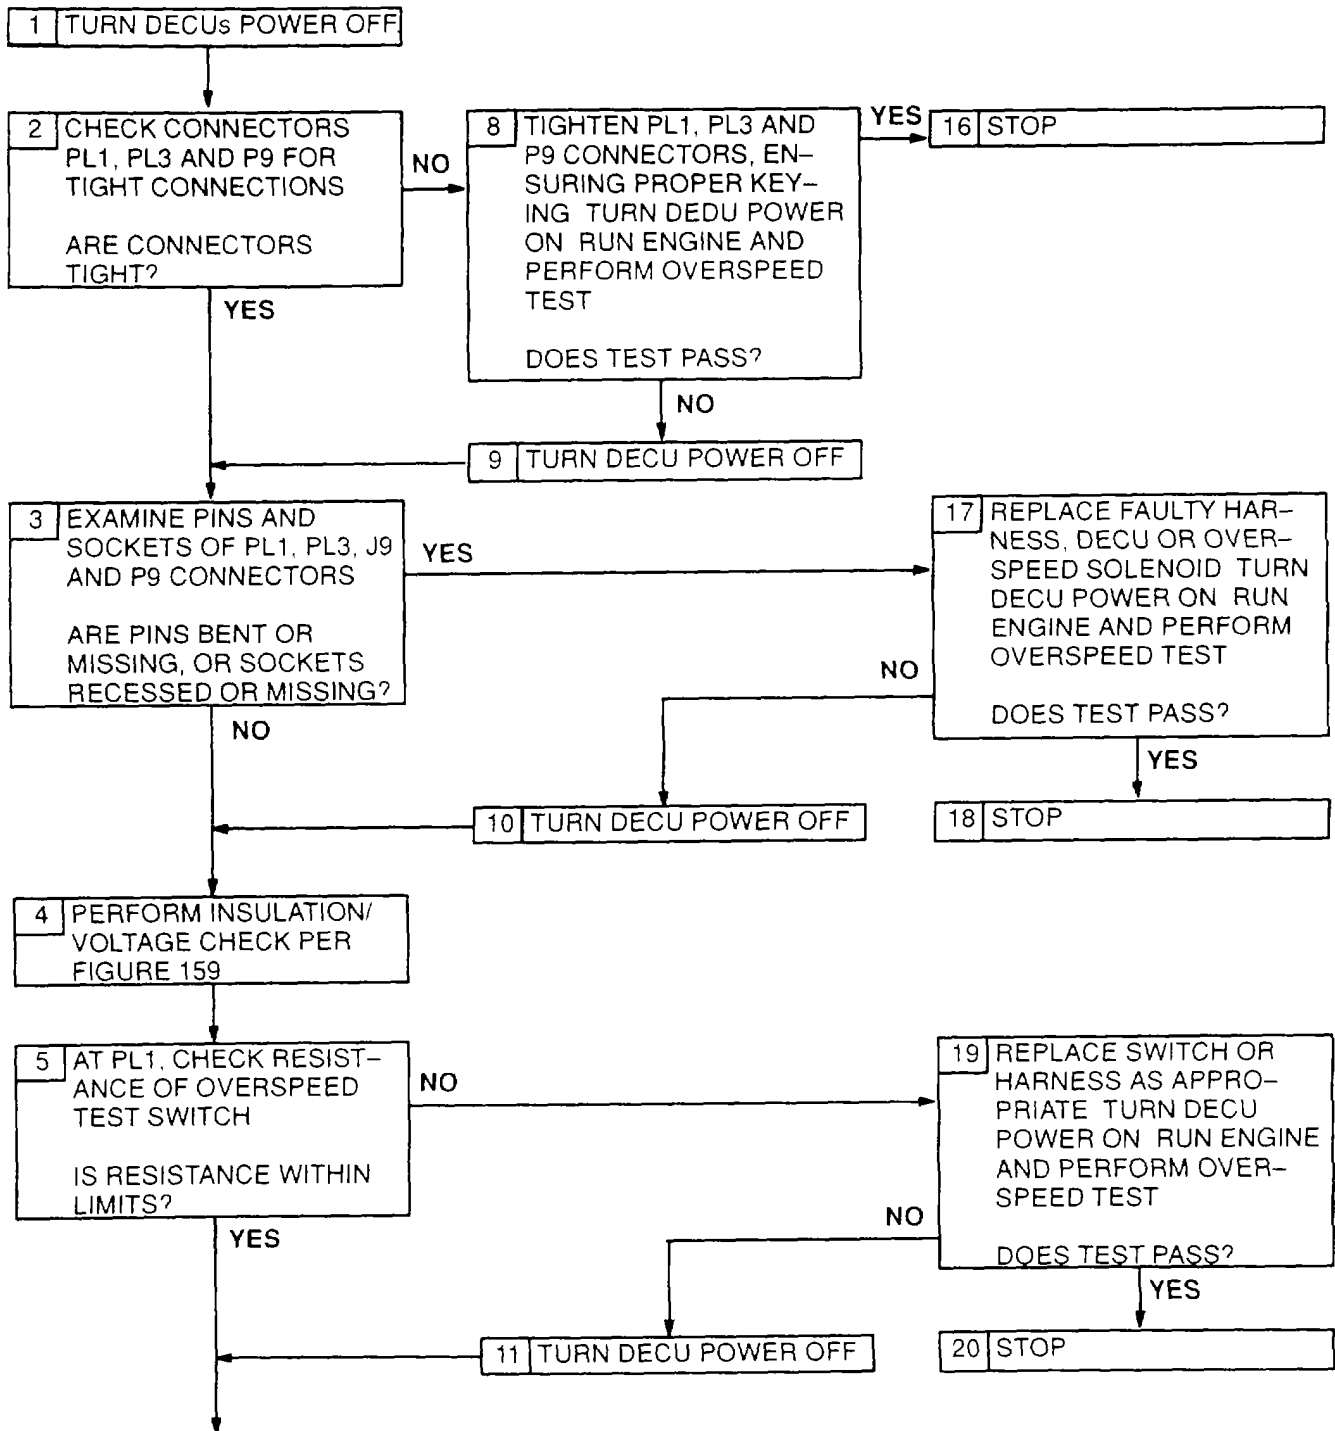 1 TURN DECUs POWER OFF
2 CHECK CONNECTORS
PL1, PL3 AND P9 FOR
TIGHT CONNECTIONS
ARE CONNECTORS
TIGHT?
NO
YES
8 TIGHTEN PL1, PL3 AND
P9 CONNECTORS, EN-
SURING PROPER KEY-
ING TURN DEDU POWER
ON RUN ENGINE AND
PERFORM OVERSPEED
TEST
DOES TEST PASS?
YES
NO
16 STOP
9 TURN DECU POWER OFF
3 EXAMINE PINS AND
SOCKETS OF PL1, PL3, J9
AND P9 CONNECTORS
ARE PINS BENT OR
MISSING, OR SOCKETS
RECESSED OR MISSING?
YES
NO
17 REPLACE FAULTY HAR-
NESS, DECU OR OVER-
SPEED SOLENOID TURN
DECU POWER ON RUN
ENGINE AND PERFORM
OVERSPEED TEST
DOES TEST PASS?
NO
YES
10 TURN DECU POWER OFF
18 STOP
4 PERFORM INSULATION/
VOLTAGE CHECK PER
FIGURE 159
5 AT PL1, CHECK RESIST-
ANCE OF OVERSPEED
TEST SWITCH
IS RESISTANCE WITHIN
LIMITS?
NO
YES
19 REPLACE SWITCH OR
HARNESS AS APPRO-
PRIATE TURN DECU
POWER ON RUN ENGINE
AND PERFORM OVER-
SPEED TEST
DOES TEST PASS?
NO
YES
11 TURN DECU POWER OFF
20 STOP